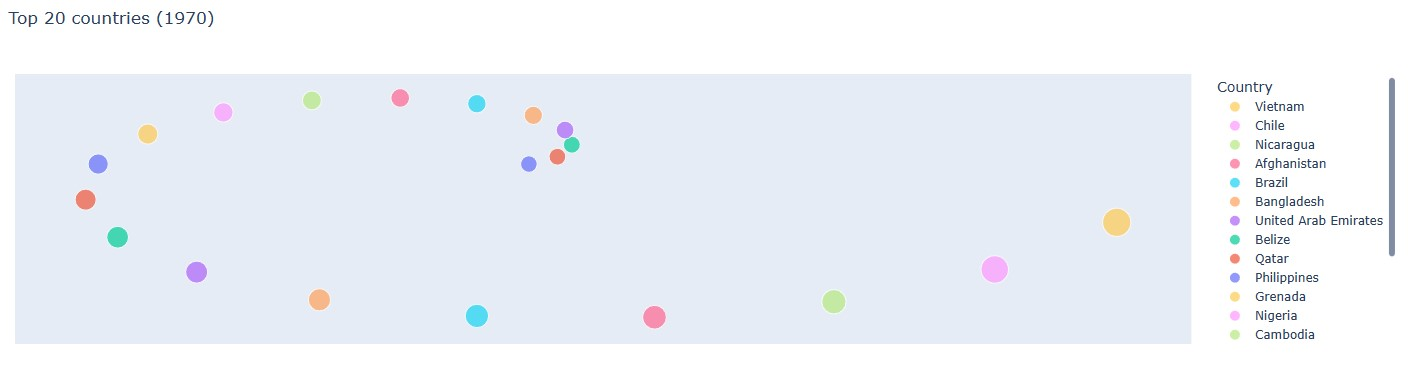 Top 20 countries (1970)
Country
Vietnam
Chile
Nicaragua
Afghanistan
Brazil
Bangladesh
United Arab Emirates
Belize
Qatar
Philippines
Grenada
Nigeria
Cambodia